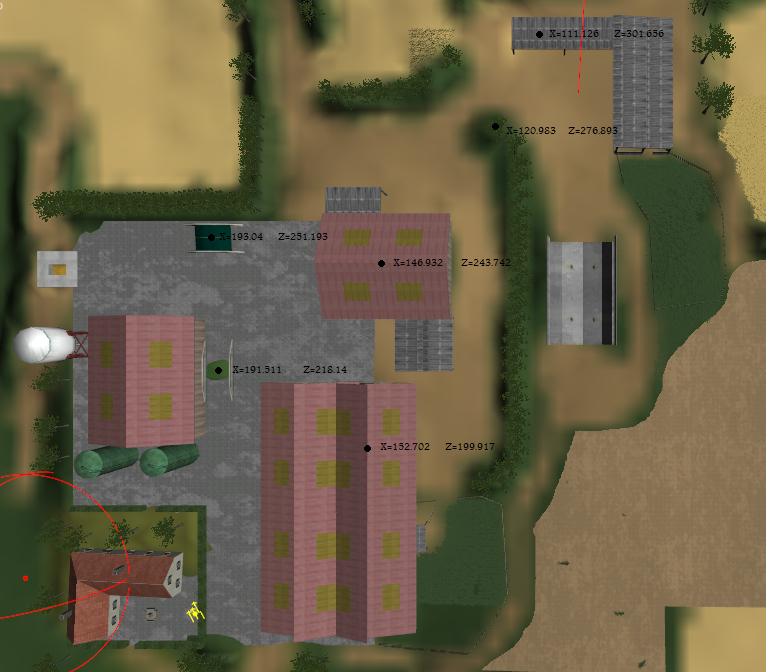 X=111.126 Z=301.656
X=120.983 Z=276.893
X=193.04 Z=251.193
X=146.932 Z=243.742
X=191.511 Z=218.14
X=152.702 Z=199.917